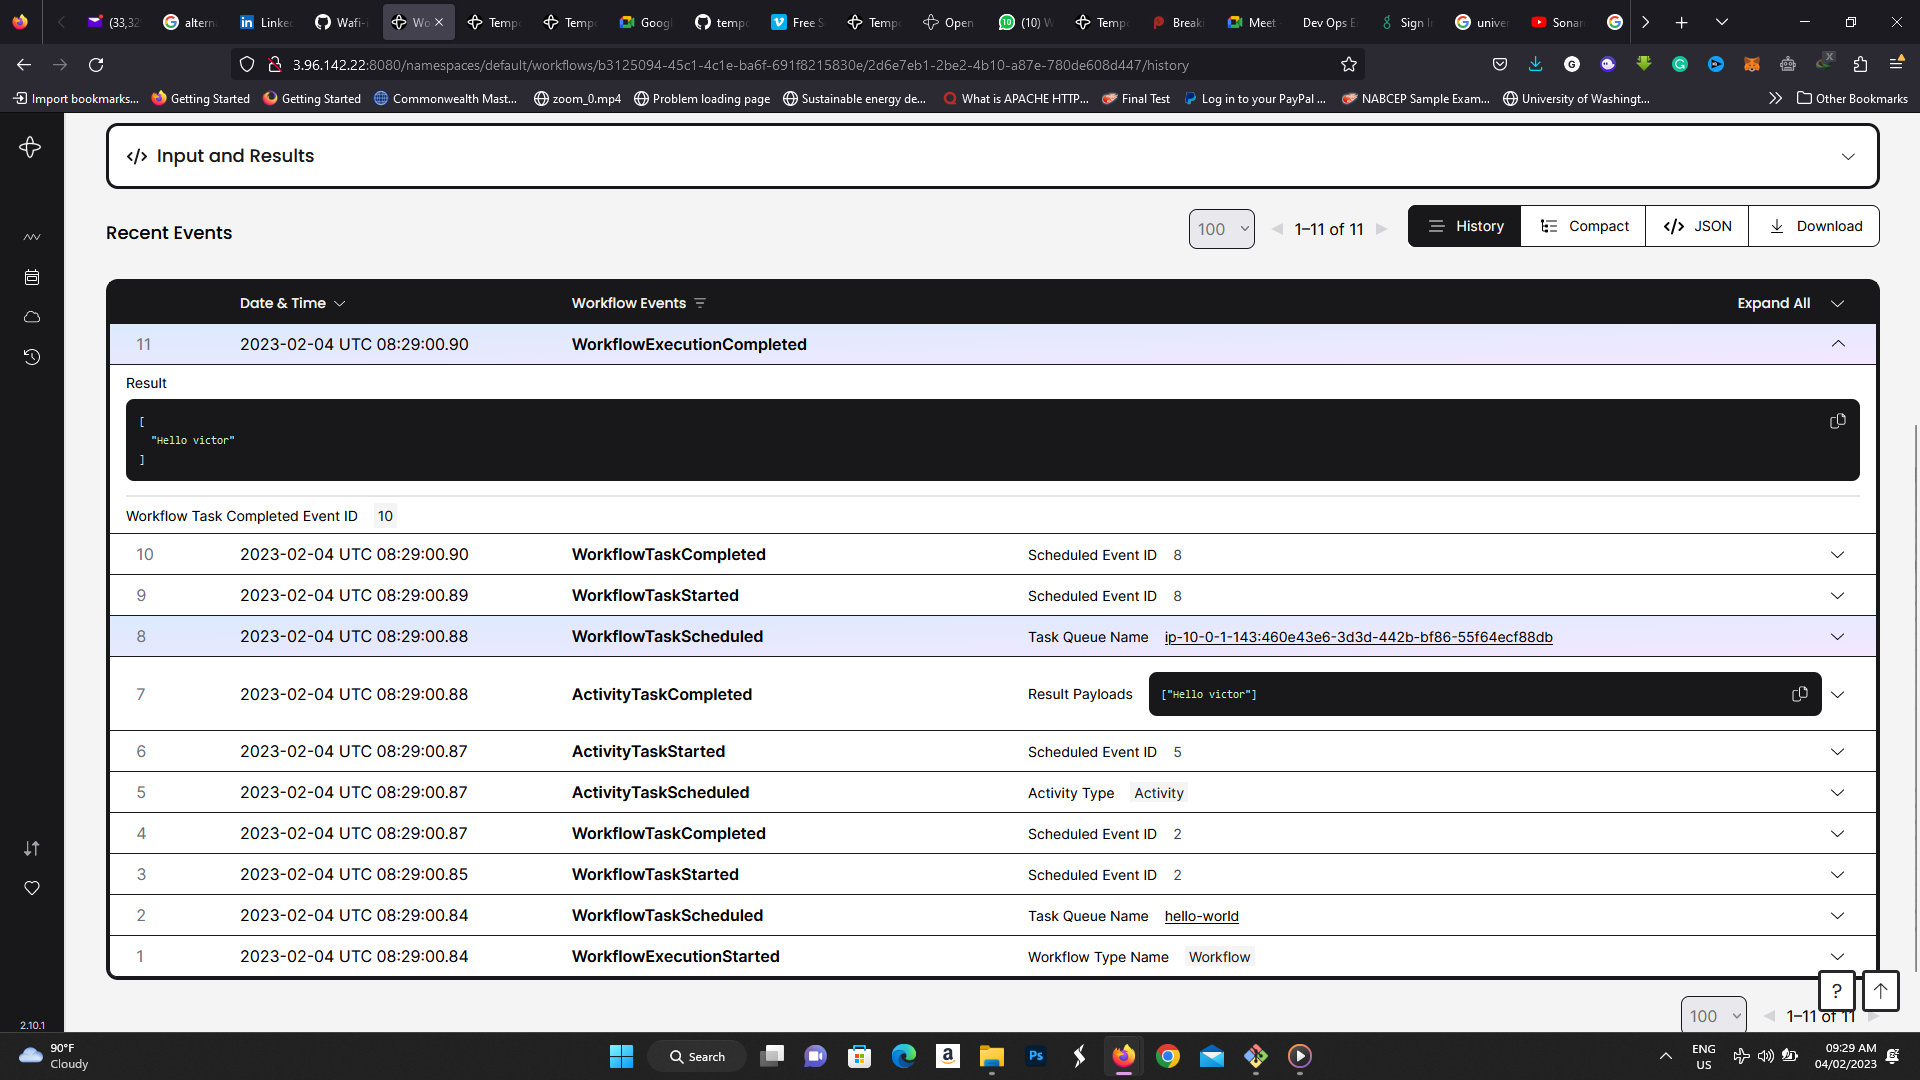 (33,32
altern
Linke
Wafi-i
Wo
Tempo
Tempo
Googl
tempo
Free S
Tempo
Open
(10) W
Tempo
Breaki
Meet
Dev Ops E
Sign I
unive
Sonar
3.96.142.22:8080/namespaces/default/workflows/b3125094-45c1-4c1e-ba6f-691f8215830e/2d6e7eb1-2be2-4b10-a87e-780de608d447/history
Import bookmarks...
Getting Started
Getting Started
Commonwealth Mast...
zoom_0.mp4
Problem loading page
Sustainable energy de...
What is APACHE HTTP...
Final Test
Log in to your PayPal ...
NABCEP Sample Exam...
University of Washingt...
Other Bookmarks
</> Input and Results
Recent Events
100
1–11 of 11
History
Compact
</> JSON
Download
Date & Time
Workflow Events
Expand All
11 2023-02-04 UTC 08:29:00.90 WorkflowExecutionCompleted
Result
[
"Hello victor"
]
Workflow Task Completed Event ID 10
10 2023-02-04 UTC 08:29:00.90 WorkflowTaskCompleted Scheduled Event ID 8
9 2023-02-04 UTC 08:29:00.89 WorkflowTaskStarted Scheduled Event ID 8
8 2023-02-04 UTC 08:29:00.88 WorkflowTaskScheduled Task Queue Name ip-10-0-1-143:460e43e6-3d3d-442b-bf86-55f64ecf88db
7 2023-02-04 UTC 08:29:00.88 ActivityTaskCompleted Result Payloads ["Hello victor"]
6 2023-02-04 UTC 08:29:00.87 ActivityTaskStarted Scheduled Event ID 5
5 2023-02-04 UTC 08:29:00.87 ActivityTaskScheduled Activity Type Activity
4 2023-02-04 UTC 08:29:00.87 WorkflowTaskCompleted Scheduled Event ID 2
3 2023-02-04 UTC 08:29:00.85 WorkflowTaskStarted Scheduled Event ID 2
2 2023-02-04 UTC 08:29:00.84 WorkflowTaskScheduled Task Queue Name hello-world
1 2023-02-04 UTC 08:29:00.84 WorkflowExecutionStarted Workflow Type Name Workflow
?
100
1–11 of 11
2.10.1
90°F
Cloudy
Search
ENG
US
09:29 AM
04/02/2023